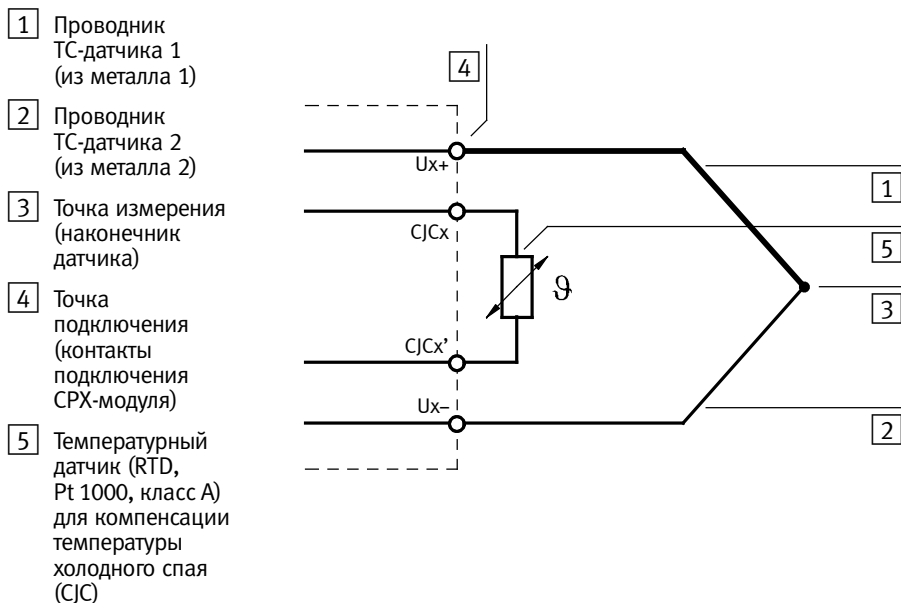 1 Проводник
ТС-датчика 1
(из металла 1)
2 Проводник
ТС-датчика 2
(из металла 2)
3 Точка измерения
(наконечник
датчика)
4 Точка
подключения
(контакты
подключения
CPX-модуля)
5 Температурный
датчик (RTD,
Pt 1000, класс A)
для компенсации
температуры
холодного спая
(CJC)
4
Ux+
1
CJCx
5
ϑ
3
CJCx’
Ux–
2